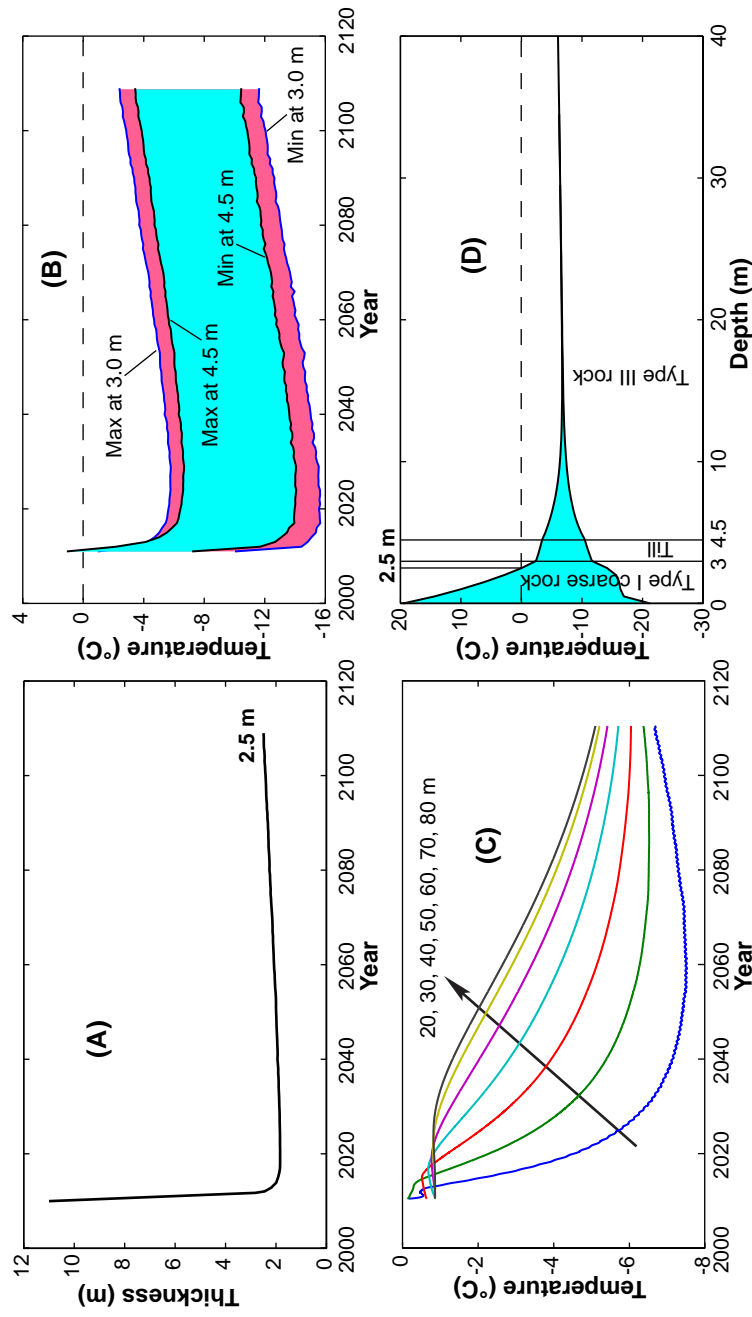 (A)
2.5 m
Thickness (m)
12
10
8
6
4
2
0
2000
2020
2040
2060
2080
2100
2120
Year
(B)
Max at 3.0 m
Max at 4.5 m
Min at 4.5 m
Min at 3.0 m
Temperature (°C)
4
0
-4
-8
-12
-16
2000
2020
2040
2060
2080
2100
2120
Year
(C)
20, 30, 40, 50, 60, 70, 80 m
Temperature (°C)
0
-2
-4
-6
-8
2000
2020
2040
2060
2080
2100
2120
Year
(D)
2.5 m
Type I coarse rock
Till
Type III rock
Temperature (°C)
20
10
0
-10
-20
-30
0
3
4.5
10
20
30
40
Depth (m)